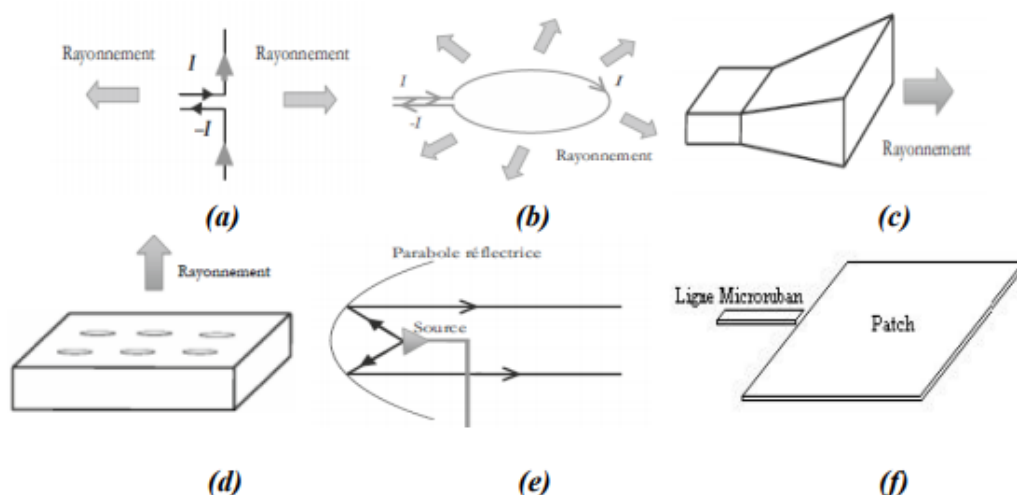 Rayonnement
I
Rayonnement
-I
(a)
I
I
-I
Rayonnement
(b)
Rayonnement
(c)
Rayonnement
(d)
Parabole réflectrice
Source
(e)
Ligne Microruban
Patch
(f)